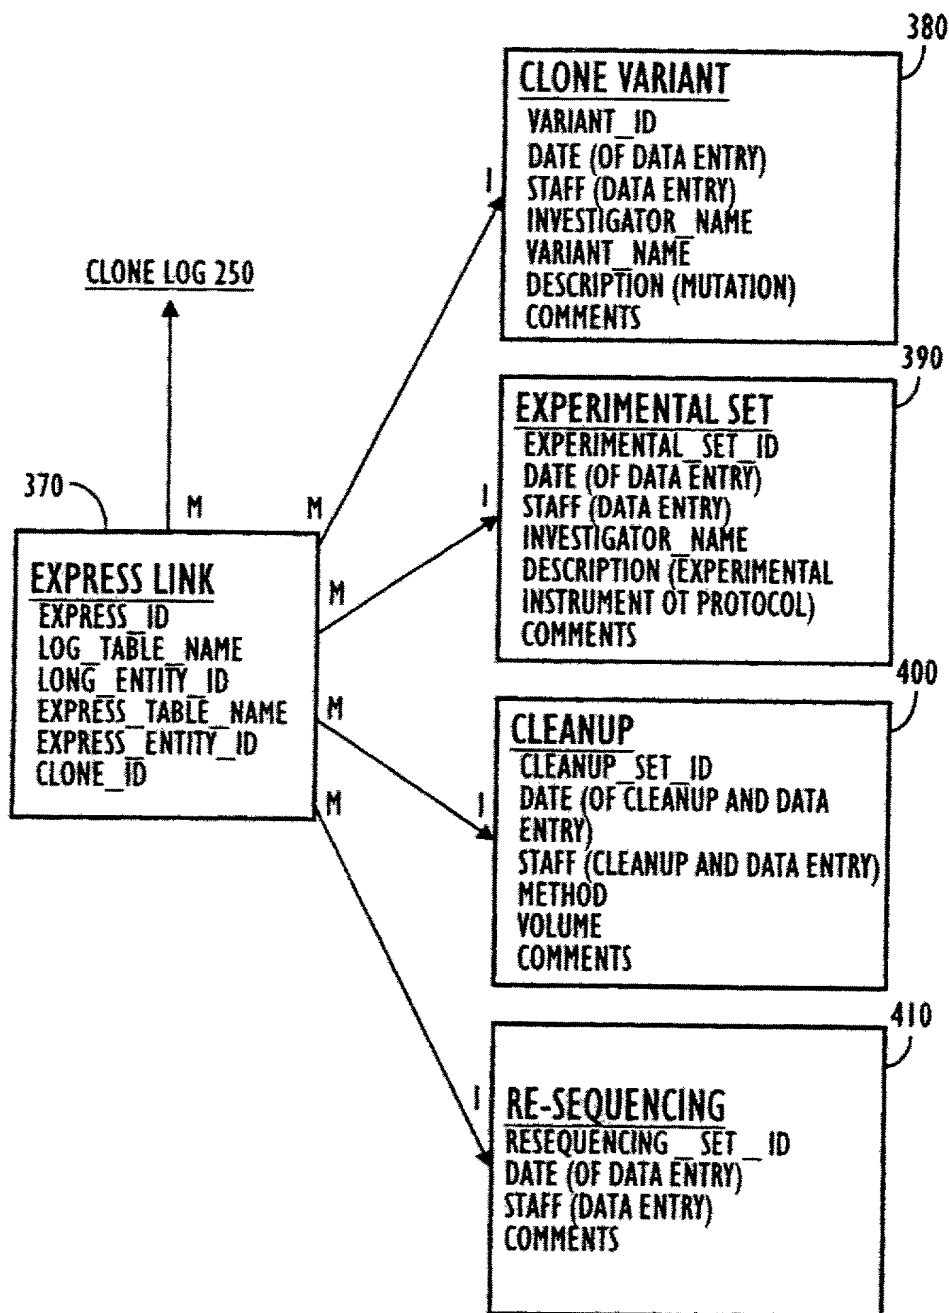 380
CLONE VARIANT
VARIANT_ID
DATE (OF DATA ENTRY)
STAFF (DATA ENTRY)
INVESTIGATOR_NAME
VARIANT_NAME
DESCRIPTION (MUTATION)
COMMENTS
1
CLONE LOG 250
390
EXPERIMENTAL SET
EXPERIMENTAL_SET_ID
DATE (OF DATA ENTRY)
STAFF (DATA ENTRY)
INVESTIGATOR_NAME
DESCRIPTION (EXPERIMENTAL
INSTRUMENT OT PROTOCOL)
COMMENTS
1
370
M
M
M
M
M
EXPRESS LINK
EXPRESS_ID
LOG_TABLE_NAME
LONG_ENTITY_ID
EXPRESS_TABLE_NAME
EXPRESS_ENTITY_ID
CLONE_ID
400
CLEANUP
CLEANUP_SET_ID
DATE (OF CLEANUP AND DATA
ENTRY)
STAFF (CLEANUP AND DATA ENTRY)
METHOD
VOLUME
COMMENTS
1
410
RE-SEQUENCING
RESEQUENCING_SET_ID
DATE (OF DATA ENTRY)
STAFF (DATA ENTRY)
COMMENTS
1